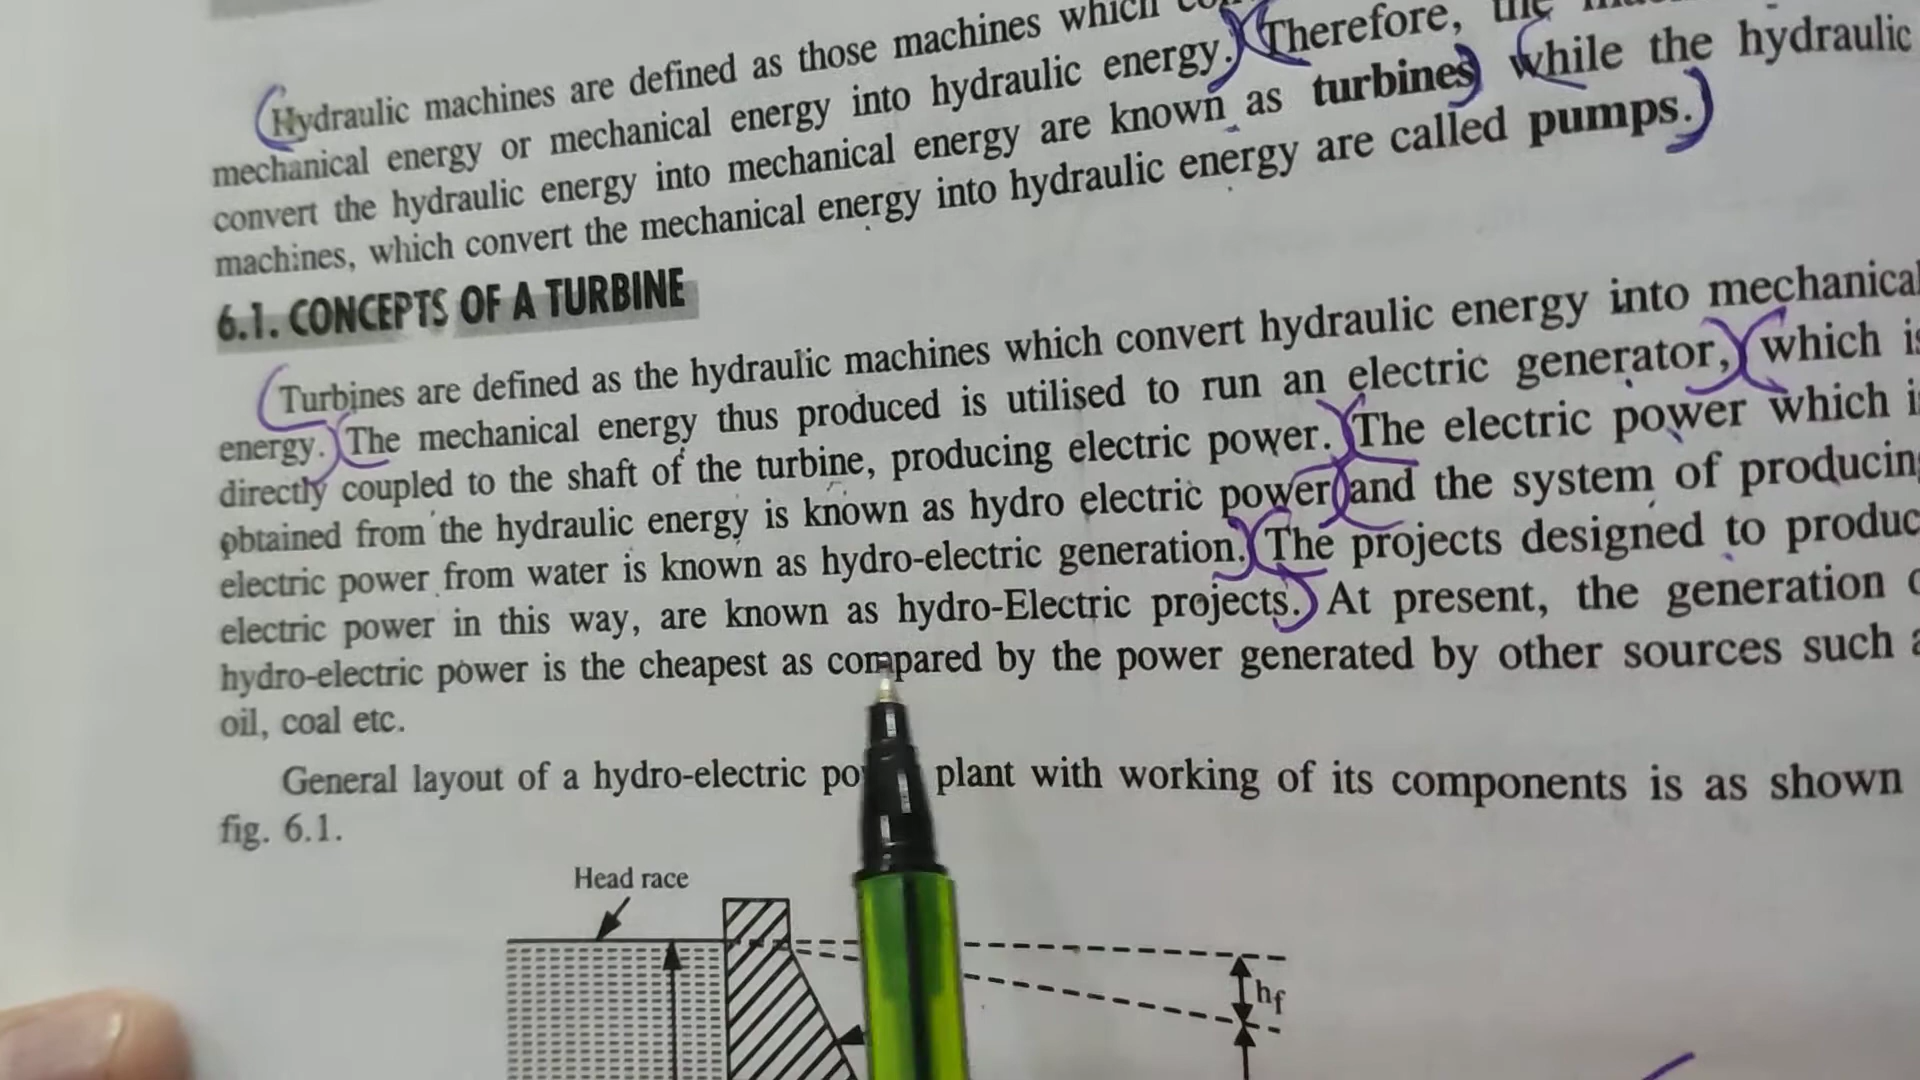 Hydraulic machines are defined as those machines which
mechanical energy or mechanical energy into hydraulic energy. Therefore, the
convert the hydraulic energy into mechanical energy are known as turbines while the hydraulic
machines, which convert the mechanical energy into hydraulic energy are called pumps.
6.1. CONCEPTS OF A TURBINE
Turbines are defined as the hydraulic machines which convert hydraulic energy into mechanical
energy. The mechanical energy thus produced is utilised to run an electric generator, which is
directly coupled to the shaft of the turbine, producing electric power. The electric power which
obtained from the hydraulic energy is known as hydro electric power and the system of
electric power from water is known as hydro-electric generation. The projects designed to
electric power in this way, are known as hydro-Electric projects. At present, the generation
hydro-electric power is the cheapest as compared by the power generated by other sources such
oil, coal etc.
General layout of a hydro-electric plant with working of its components is as shown
fig. 6.1.
Head race
hf